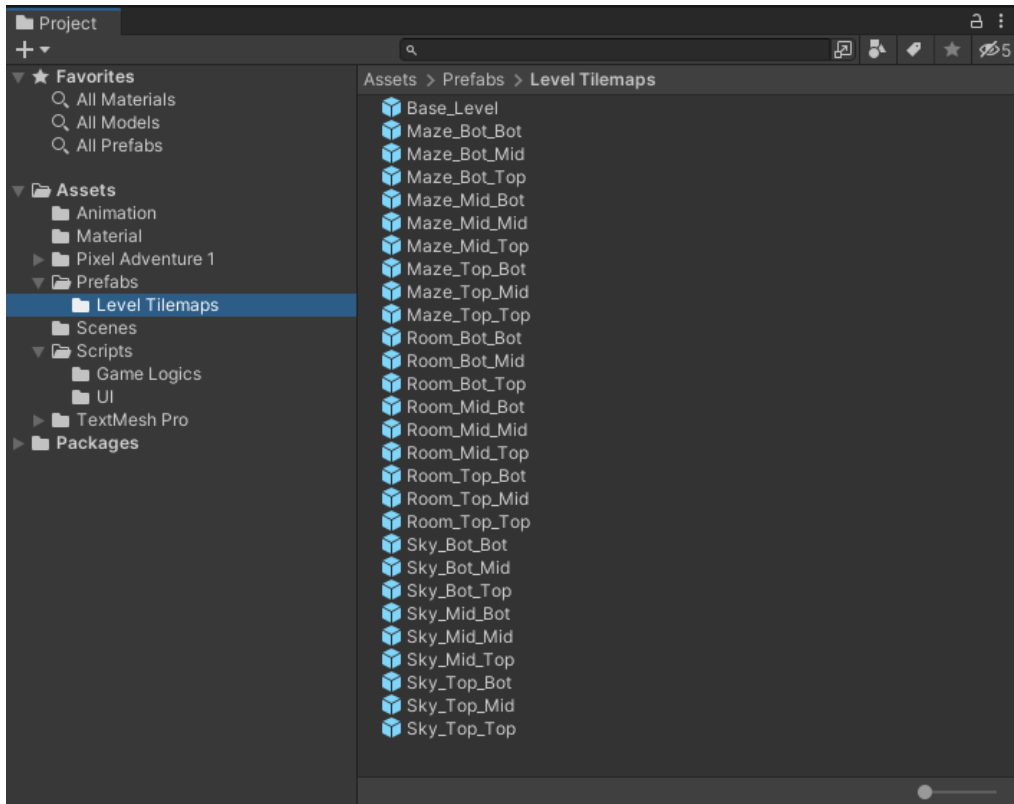 Project
5
Favorites
All Materials
All Models
All Prefabs
Assets
Animation
Material
Pixel Adventure 1
Prefabs
Level Tilemaps
Scenes
Scripts
Game Logics
UI
TextMesh Pro
Packages
Assets > Prefabs > Level Tilemaps
Base_Level
Maze_Bot_Bot
Maze_Bot_Mid
Maze_Bot_Top
Maze_Mid_Bot
Maze_Mid_Mid
Maze_Mid_Top
Maze_Top_Bot
Maze_Top_Mid
Maze_Top_Top
Room_Bot_Bot
Room_Bot_Mid
Room_Bot_Top
Room_Mid_Bot
Room_Mid_Mid
Room_Mid_Top
Room_Top_Bot
Room_Top_Mid
Room_Top_Top
Sky_Bot_Bot
Sky_Bot_Mid
Sky_Bot_Top
Sky_Mid_Bot
Sky_Mid_Mid
Sky_Mid_Top
Sky_Top_Bot
Sky_Top_Mid
Sky_Top_Top